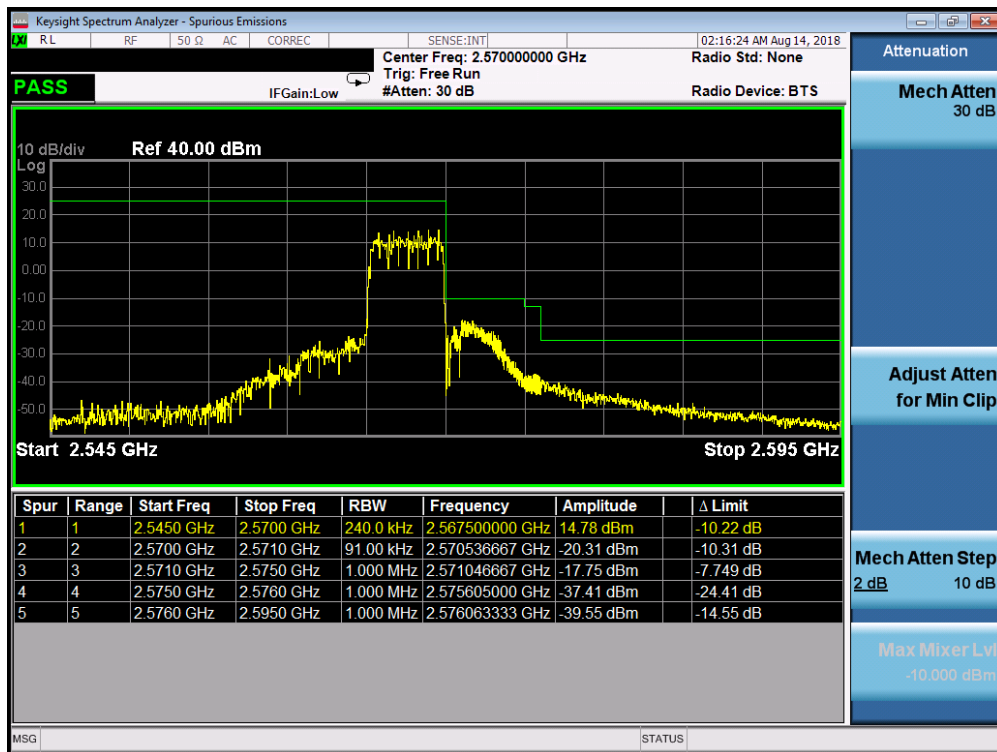 Keysight Spectrum Analyzer - Spurious Emissions
LXI RL RF 50 Ω AC CORREC SENSE:INT 02:16:24 AM Aug 14, 2018
Center Freq: 2.570000000 GHz Radio Std: None
Trig: Free Run
PASS IFGain:Low #Atten: 30 dB Radio Device: BTS
10 dB/div Ref 40.00 dBm
Log
30.0
20.0
10.0
0.00
-10.0
-20.0
-30.0
-40.0
-50.0
Start 2.545 GHz Stop 2.595 GHz
Spur Range Start Freq Stop Freq RBW Frequency Amplitude Δ Limit
1 1 2.5450 GHz 2.5700 GHz 240.0 kHz 2.567500000 GHz 14.78 dBm -10.22 dB
2 2 2.5700 GHz 2.5710 GHz 91.00 kHz 2.570536667 GHz -20.31 dBm -10.31 dB
3 3 2.5710 GHz 2.5750 GHz 1.000 MHz 2.571046667 GHz -17.75 dBm -7.749 dB
4 4 2.5750 GHz 2.5760 GHz 1.000 MHz 2.575605000 GHz -37.41 dBm -24.41 dB
5 5 2.5760 GHz 2.5950 GHz 1.000 MHz 2.576063333 GHz -39.55 dBm -14.55 dB
MSG STATUS
Attenuation
Mech Atten
30 dB
Adjust Atten
for Min Clip
Mech Atten Step
2 dB 10 dB
Max Mixer Lvl
-10.000 dBm